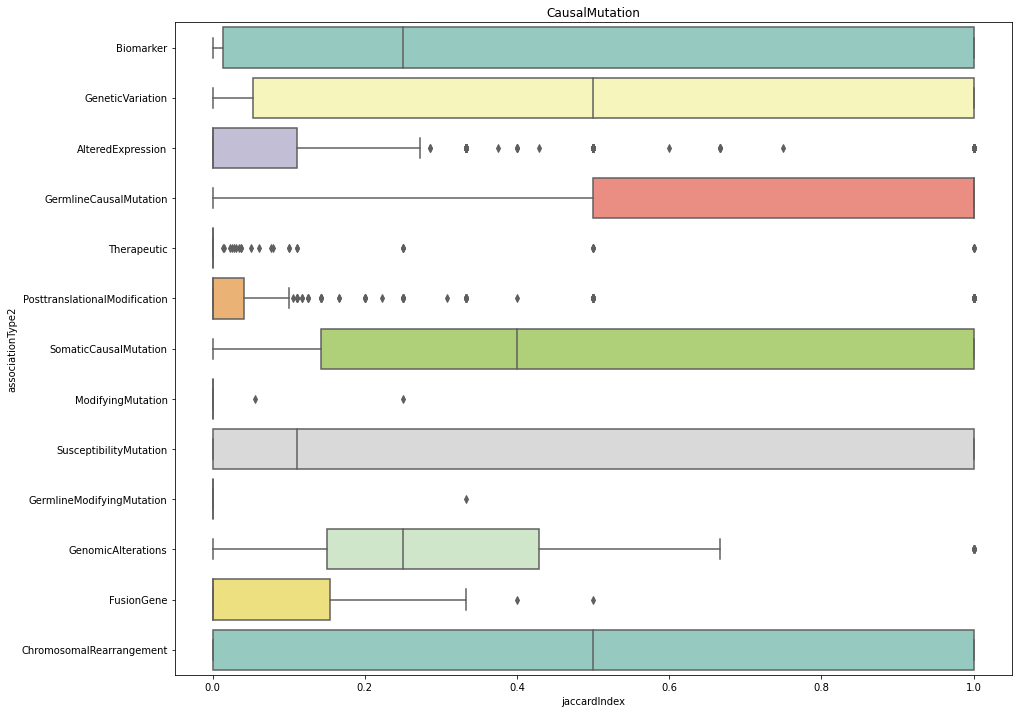 CausalMutation
associationType2
Biomarker
GeneticVariation
AlteredExpression
GermlineCausalMutation
Therapeutic
PosttranslationalModification
SomaticCausalMutation
ModifyingMutation
SusceptibilityMutation
GermlineModifyingMutation
GenomicAlterations
FusionGene
ChromosomalRearrangement
0.0 0.2 0.4 0.6 0.8 1.0
jaccardIndex